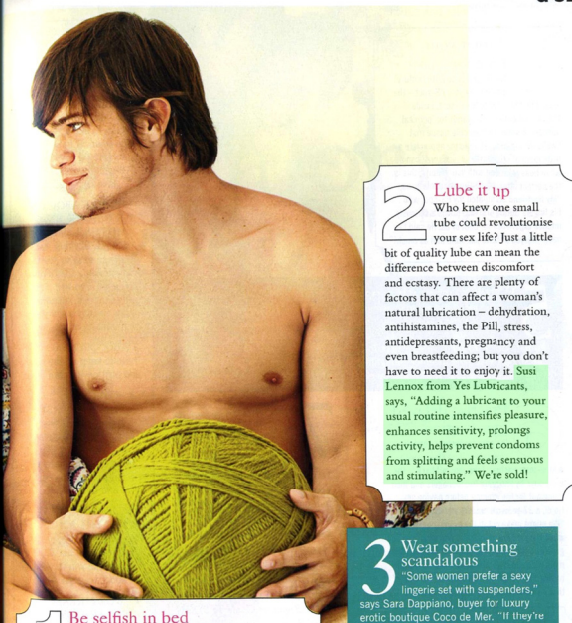 2
Lube it up
Who knew one small
tube could revolutionise
your sex life? Just a little
bit of quality lube can mean the
difference between discomfort
and ecstasy. There are plenty of
factors that can affect a woman's
natural lubrication – dehydration,
antihistamines, the Pill, stress,
antidepressants, pregnancy and
even breastfeeding; but you don't
have to need it to enjoy it. Susi
Lennox from Yes Lubricants,
says, "Adding a lubricant to your
usual routine intensifies pleasure,
enhances sensitivity, prolongs
activity, helps prevent condoms
from splitting and feels sensuous
and stimulating." We're sold!
3
Wear something
scandalous
"Some women prefer a sexy
lingerie set with suspenders,"
says Sara Dappiano, buyer for luxury
erotic boutique Coco de Mer. "If they're
1
Be selfish in bed